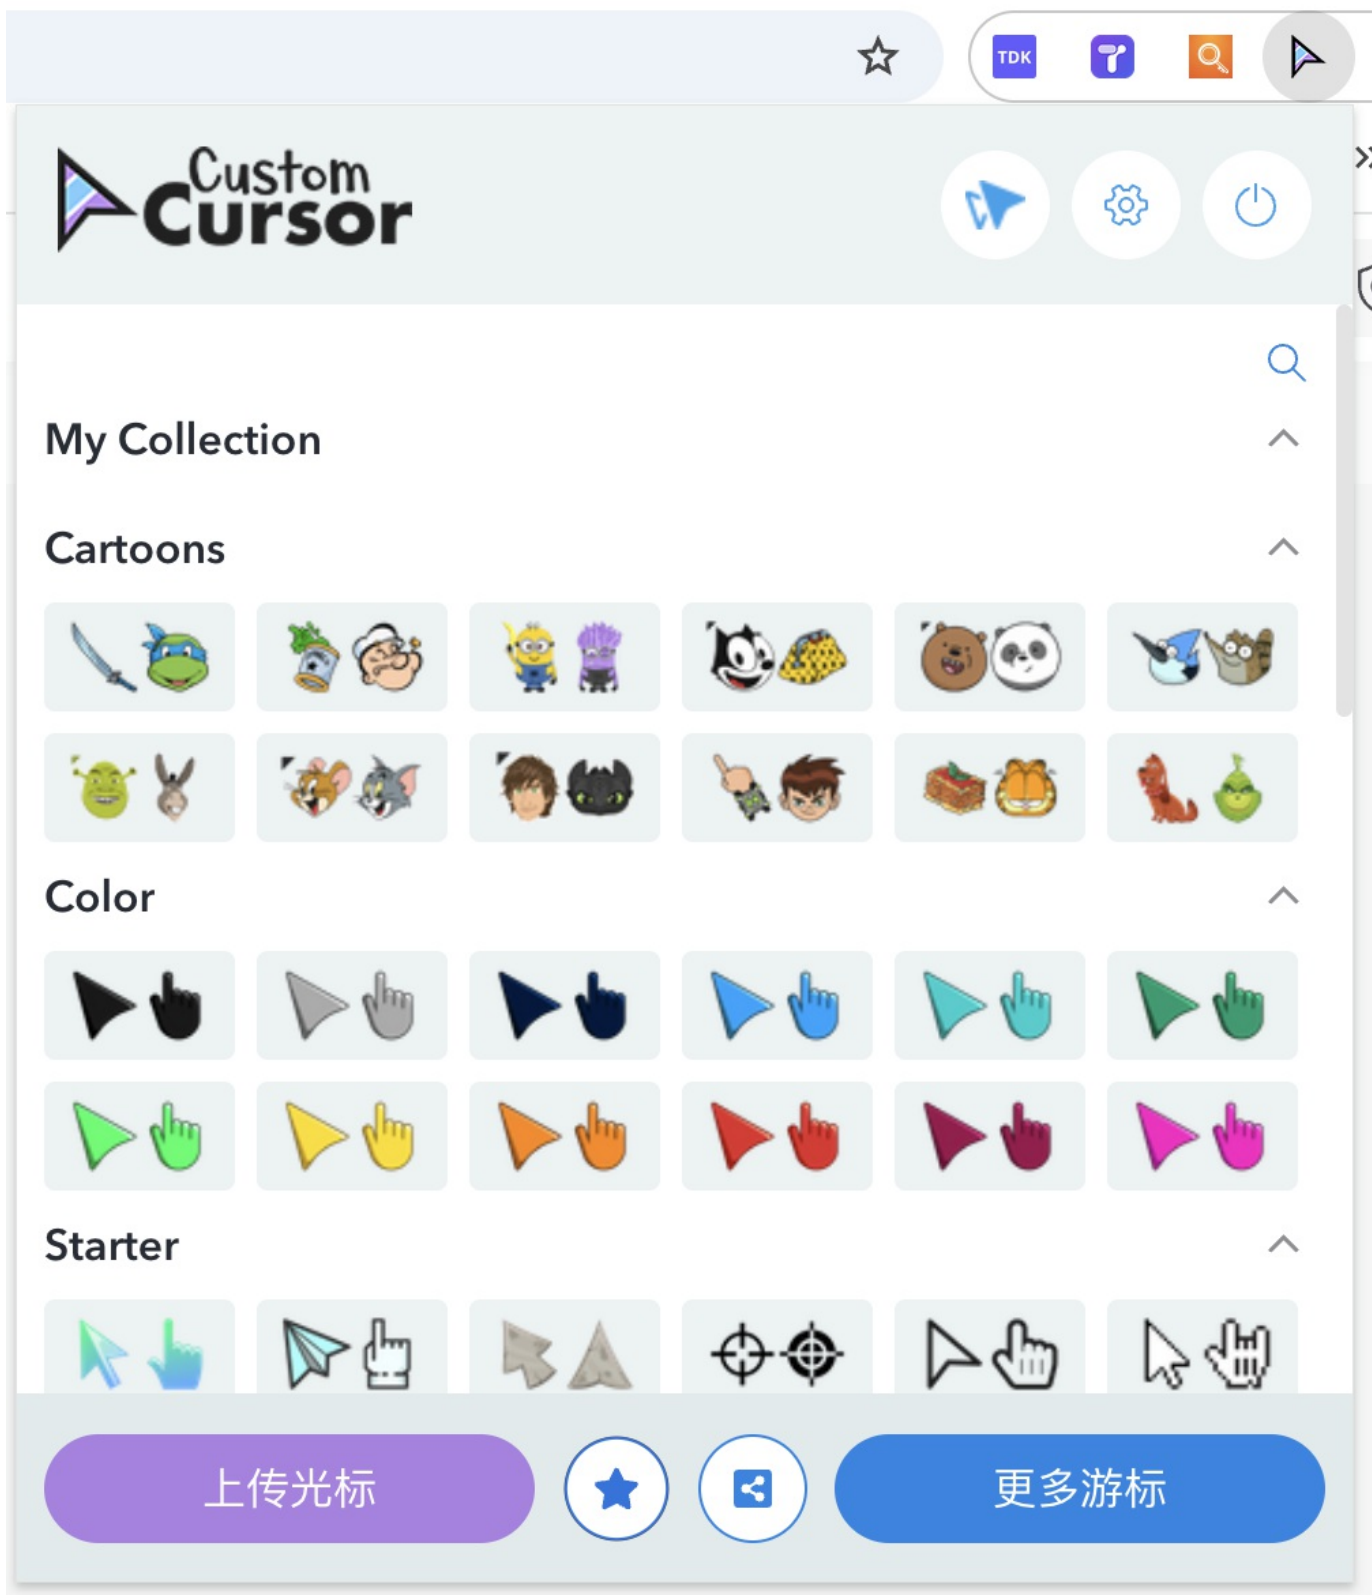 TDK
Custom
Cursor
My Collection
Cartoons
Color
Starter
上传光标
更多游标